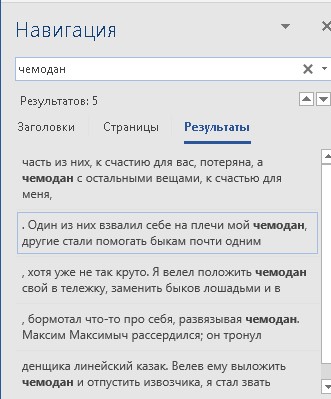 Навигация
чемодан
Результатов: 5
Заголовки Страницы Результаты
часть из них, к счастию для вас, потеряна, а
чемодан с остальными вещами, к счастью для
меня,
. Один из них взвалил себе на плечи мой чемодан,
другие стали помогать быкам почти одним
, хотя уже не так круто. Я велел положить чемодан
свой в тележку, заменить быков лошадьми и в
, бормотал что-то про себя, развязывая чемодан.
Максим Максимыч рассердился; он тронул
денщика линейский казак. Велев ему выложить
чемодан и отпустить извозчика, я стал звать